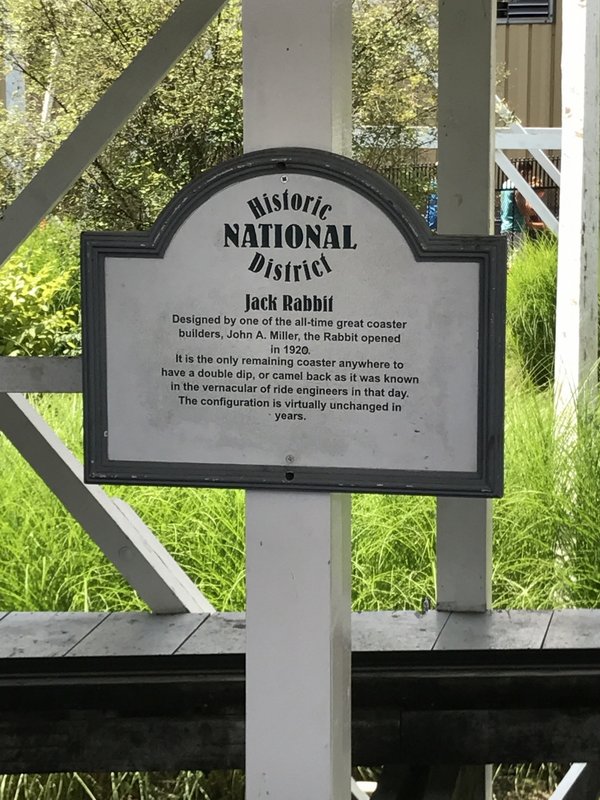 Historic
NATIONAL
District
Jack Rabbit
Designed by one of the all-time great coaster
builders, John A. Miller, the Rabbit opened
in 1920.
It is the only remaining coaster anywhere to
have a double dip, or camel back as it was known
in the vernacular of ride engineers in that day.
The configuration is virtually unchanged in
years.